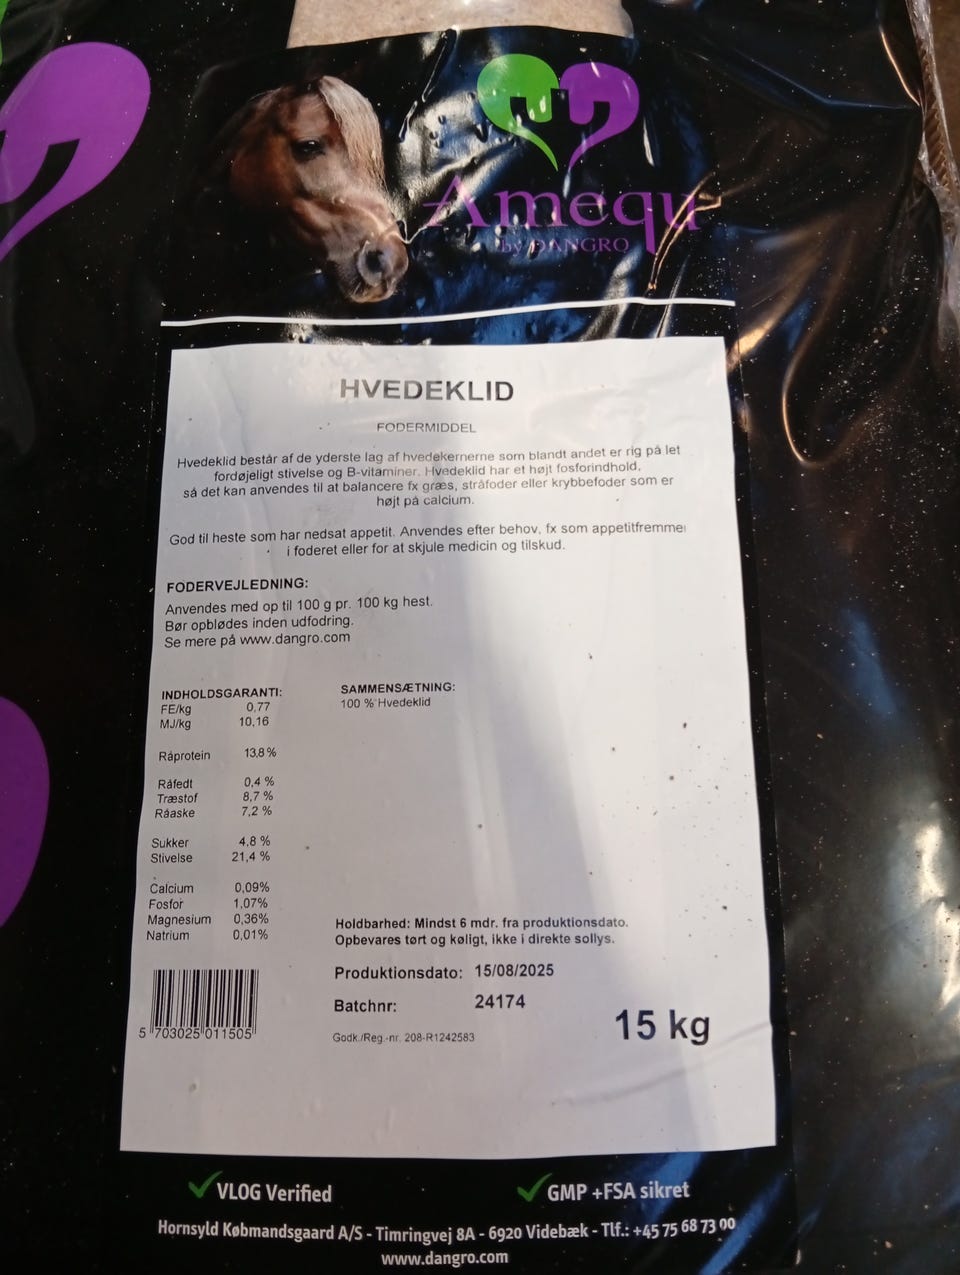 Amequ
by DANGRO
HVEDEKLID
FODERMIDDEL
Hvedeklid består af de yderste lag af hvedekernerne som blandt andet er rig på let
fordøjeligt stivelse og B-vitaminer. Hvedeklid har et højt fosforindhold,
så det kan anvendes til at balancere fx græs, stråfoder eller krybbefoder som er
højt på calcium.
God til heste som har nedsat appetit. Anvendes efter behov, fx som appetitfremmer
i foderet eller for at skjule medicin og tilskud.
FODERVEJLEDNING:
Anvendes med op til 100 g pr. 100 kg hest.
Bør opblødes inden udfodring.
Se mere på www.dangro.com
INDHOLDSGARANTI:
FE/kg 0,77
MJ/kg 10,16
Råprotein 13,8 %
Råfedt 0,4 %
Træstof 8,7 %
Råaske 7,2 %
Sukker 4,8 %
Stivelse 21,4 %
Calcium 0,09%
Fosfor 1,07%
Magnesium 0,36%
Natrium 0,01%
SAMMENSÆTNING:
100 % Hvedeklid
Holdbarhed: Mindst 6 mdr. fra produktionsdato.
Opbevares tørt og køligt, ikke i direkte sollys.
Produktionsdato: 15/08/2025
Batchnr: 24174
15 kg
Godk./Reg.-nr. 208-R1242583
5 703025 011505
VLOG Verified
GMP +FSA sikret
Hornsyld Købmandsgaard A/S - Timringvej 8A - 6920 Videbæk - Tlf.: +45 75 68 73 00
www.dangro.com